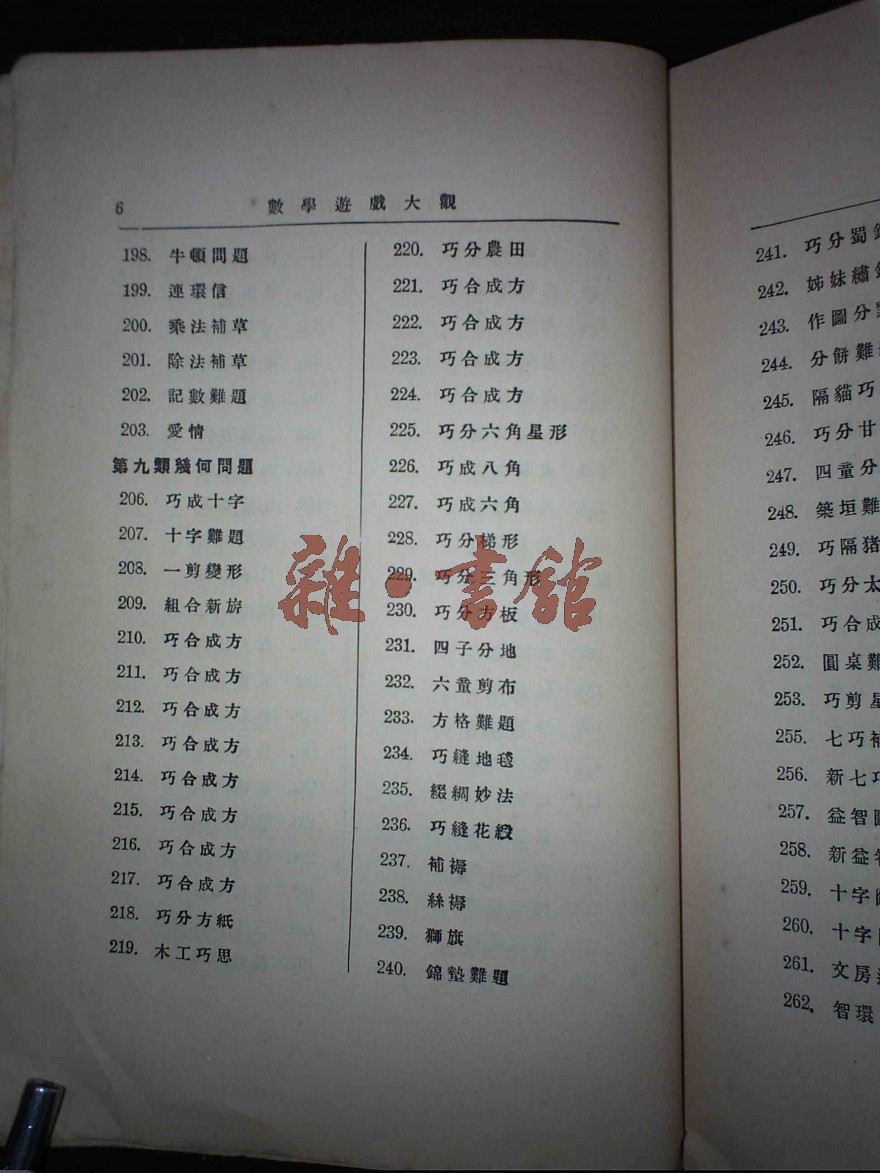 6 數學遊戲大觀
198. 牛頓問題
199. 連環信
200. 乘法補草
201. 除法補草
202. 記數難題
203. 愛情
第九類幾何問題
206. 巧成十字
207. 十字難題
208. 一剪變形
209. 組合新旂
210. 巧合成方
211. 巧合成方
212. 巧合成方
213. 巧合成方
214. 巧合成方
215. 巧合成方
216. 巧合成方
217. 巧合成方
218. 巧分方紙
219. 木工巧思
220. 巧分農田
221. 巧合成方
222. 巧合成方
223. 巧合成方
224. 巧合成方
225. 巧分六角星形
226. 巧成八角
227. 巧成六角
228. 巧分梯形
229. 巧分三角形
230. 巧分方板
231. 四子分地
232. 六童剪布
233. 方格難題
234. 巧縫地毯
235. 綴綢妙法
236. 巧縫花緞
237. 補褥
238. 絲褥
239. 獅旗
240. 錦墊難題
雜·書館
241. 巧分蜀
242. 姊妹繡
243. 作圖分
244. 分餅難
245. 隔貓巧
246. 巧分甘
247. 四童分
248. 築垣難
249. 巧隔猪
250. 巧分太
251. 巧合成
252. 圓桌難
253. 巧剪星
255. 七巧補
256. 新七巧
257. 益智
258. 新益智
259. 十字
260. 十字
261. 文房
262. 智環